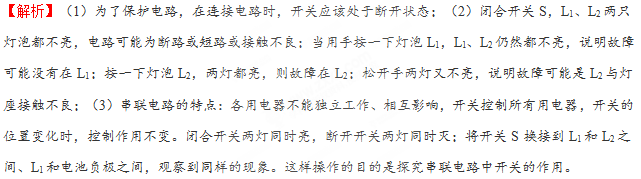 【解析】（1）为了保护电路，在连接电路时，开关应该处于断开状态；（2）闭合开关 S，L₁、L₂ 两只
灯泡都不亮，电路可能为断路或短路或接触不良；当用手按一下灯泡 L₁，L₁、L₂ 仍然都不亮，说明故障
可能没有在 L₁；按一下灯泡 L₂，两灯都亮，则故障在 L₂；松开手两灯又不亮，说明故障可能是 L₂ 与灯
座接触不良；（3）串联电路的特点：各用电器不能独立工作、相互影响，开关控制所有用电器，开关的
位置变化时，控制作用不变。闭合开关两灯同时亮，断开开关两灯同时灭；将开关 S 换接到 L₁ 和 L₂ 之
间、L₁ 和电池负极之间，观察到同样的现象。这样操作的目的是探究串联电路中开关的作用。